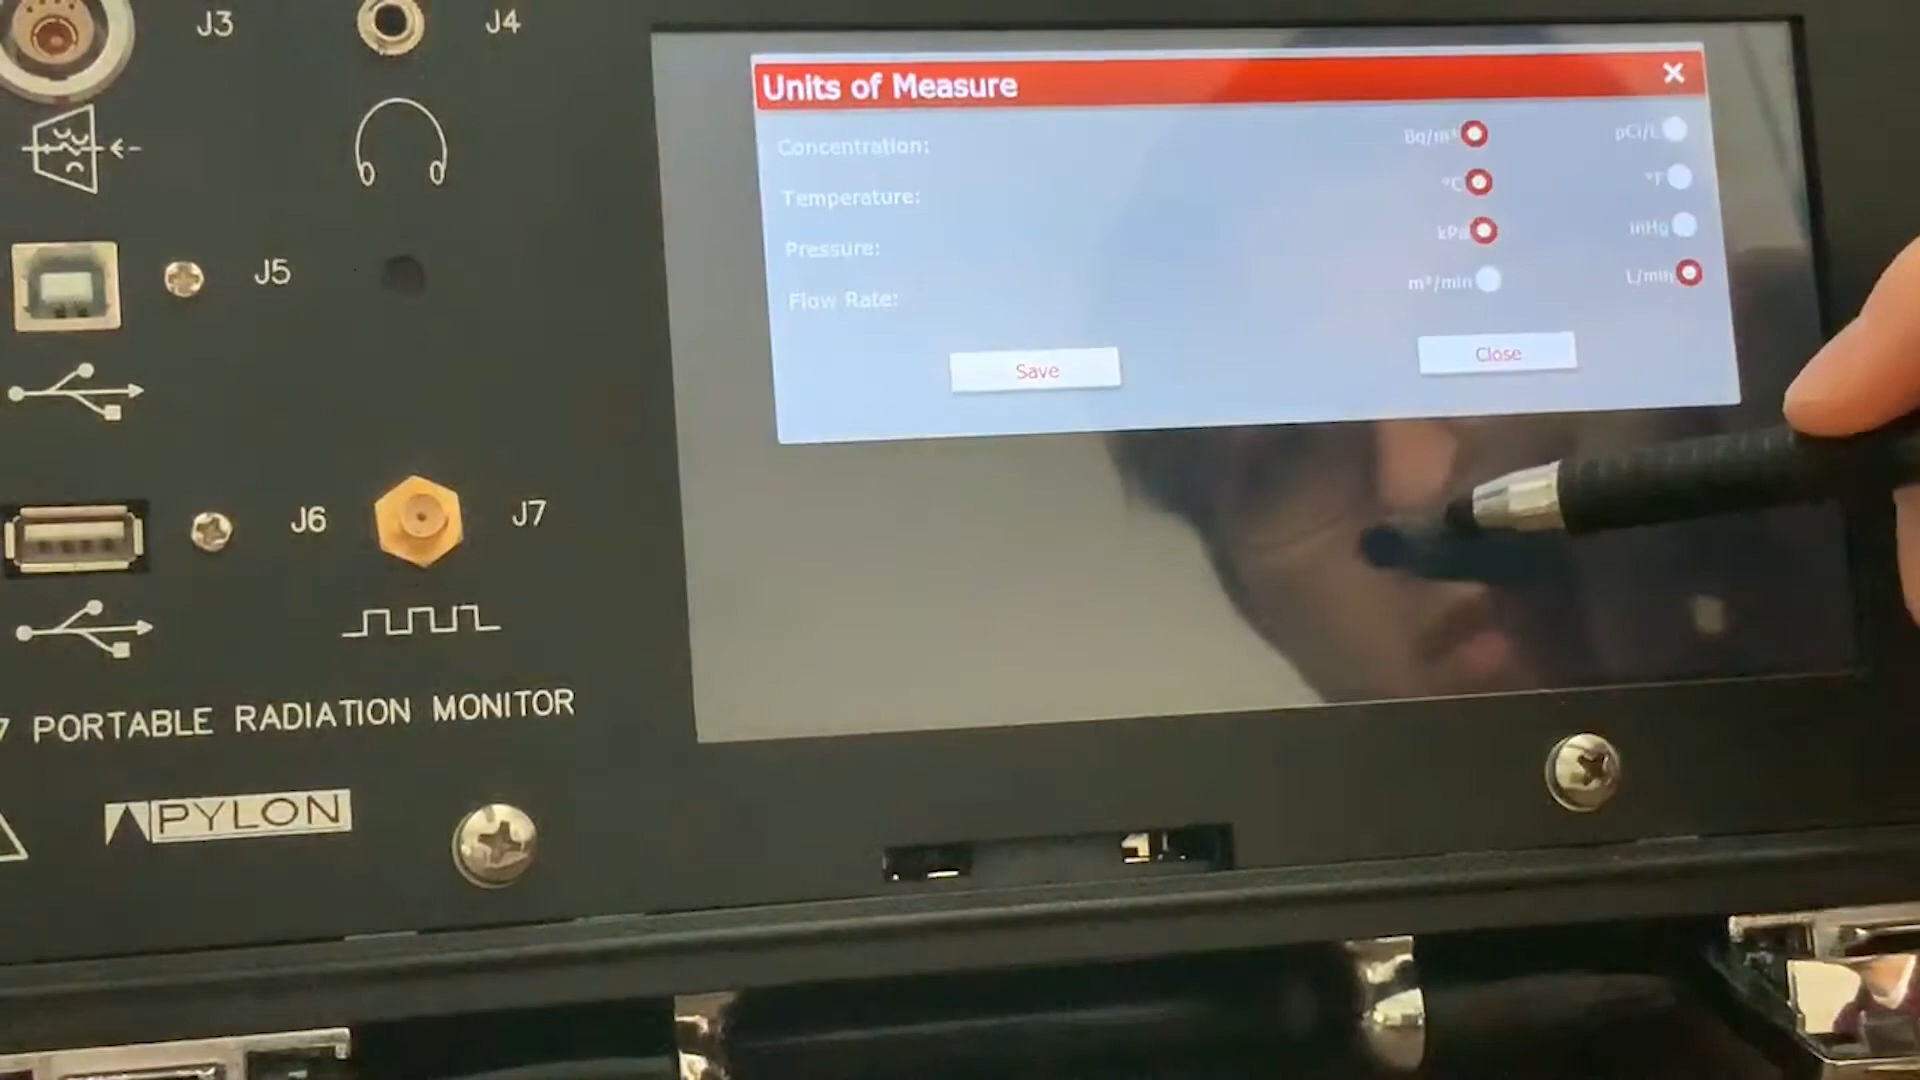 J3
J4
J5
J6
J7
7 PORTABLE RADIATION MONITOR
PYLON
Units of Measure
Concentration: Bq/m³ pCi/L
Temperature: °C °F
Pressure: kPa inHg
Flow Rate: m³/min L/min
Save Close